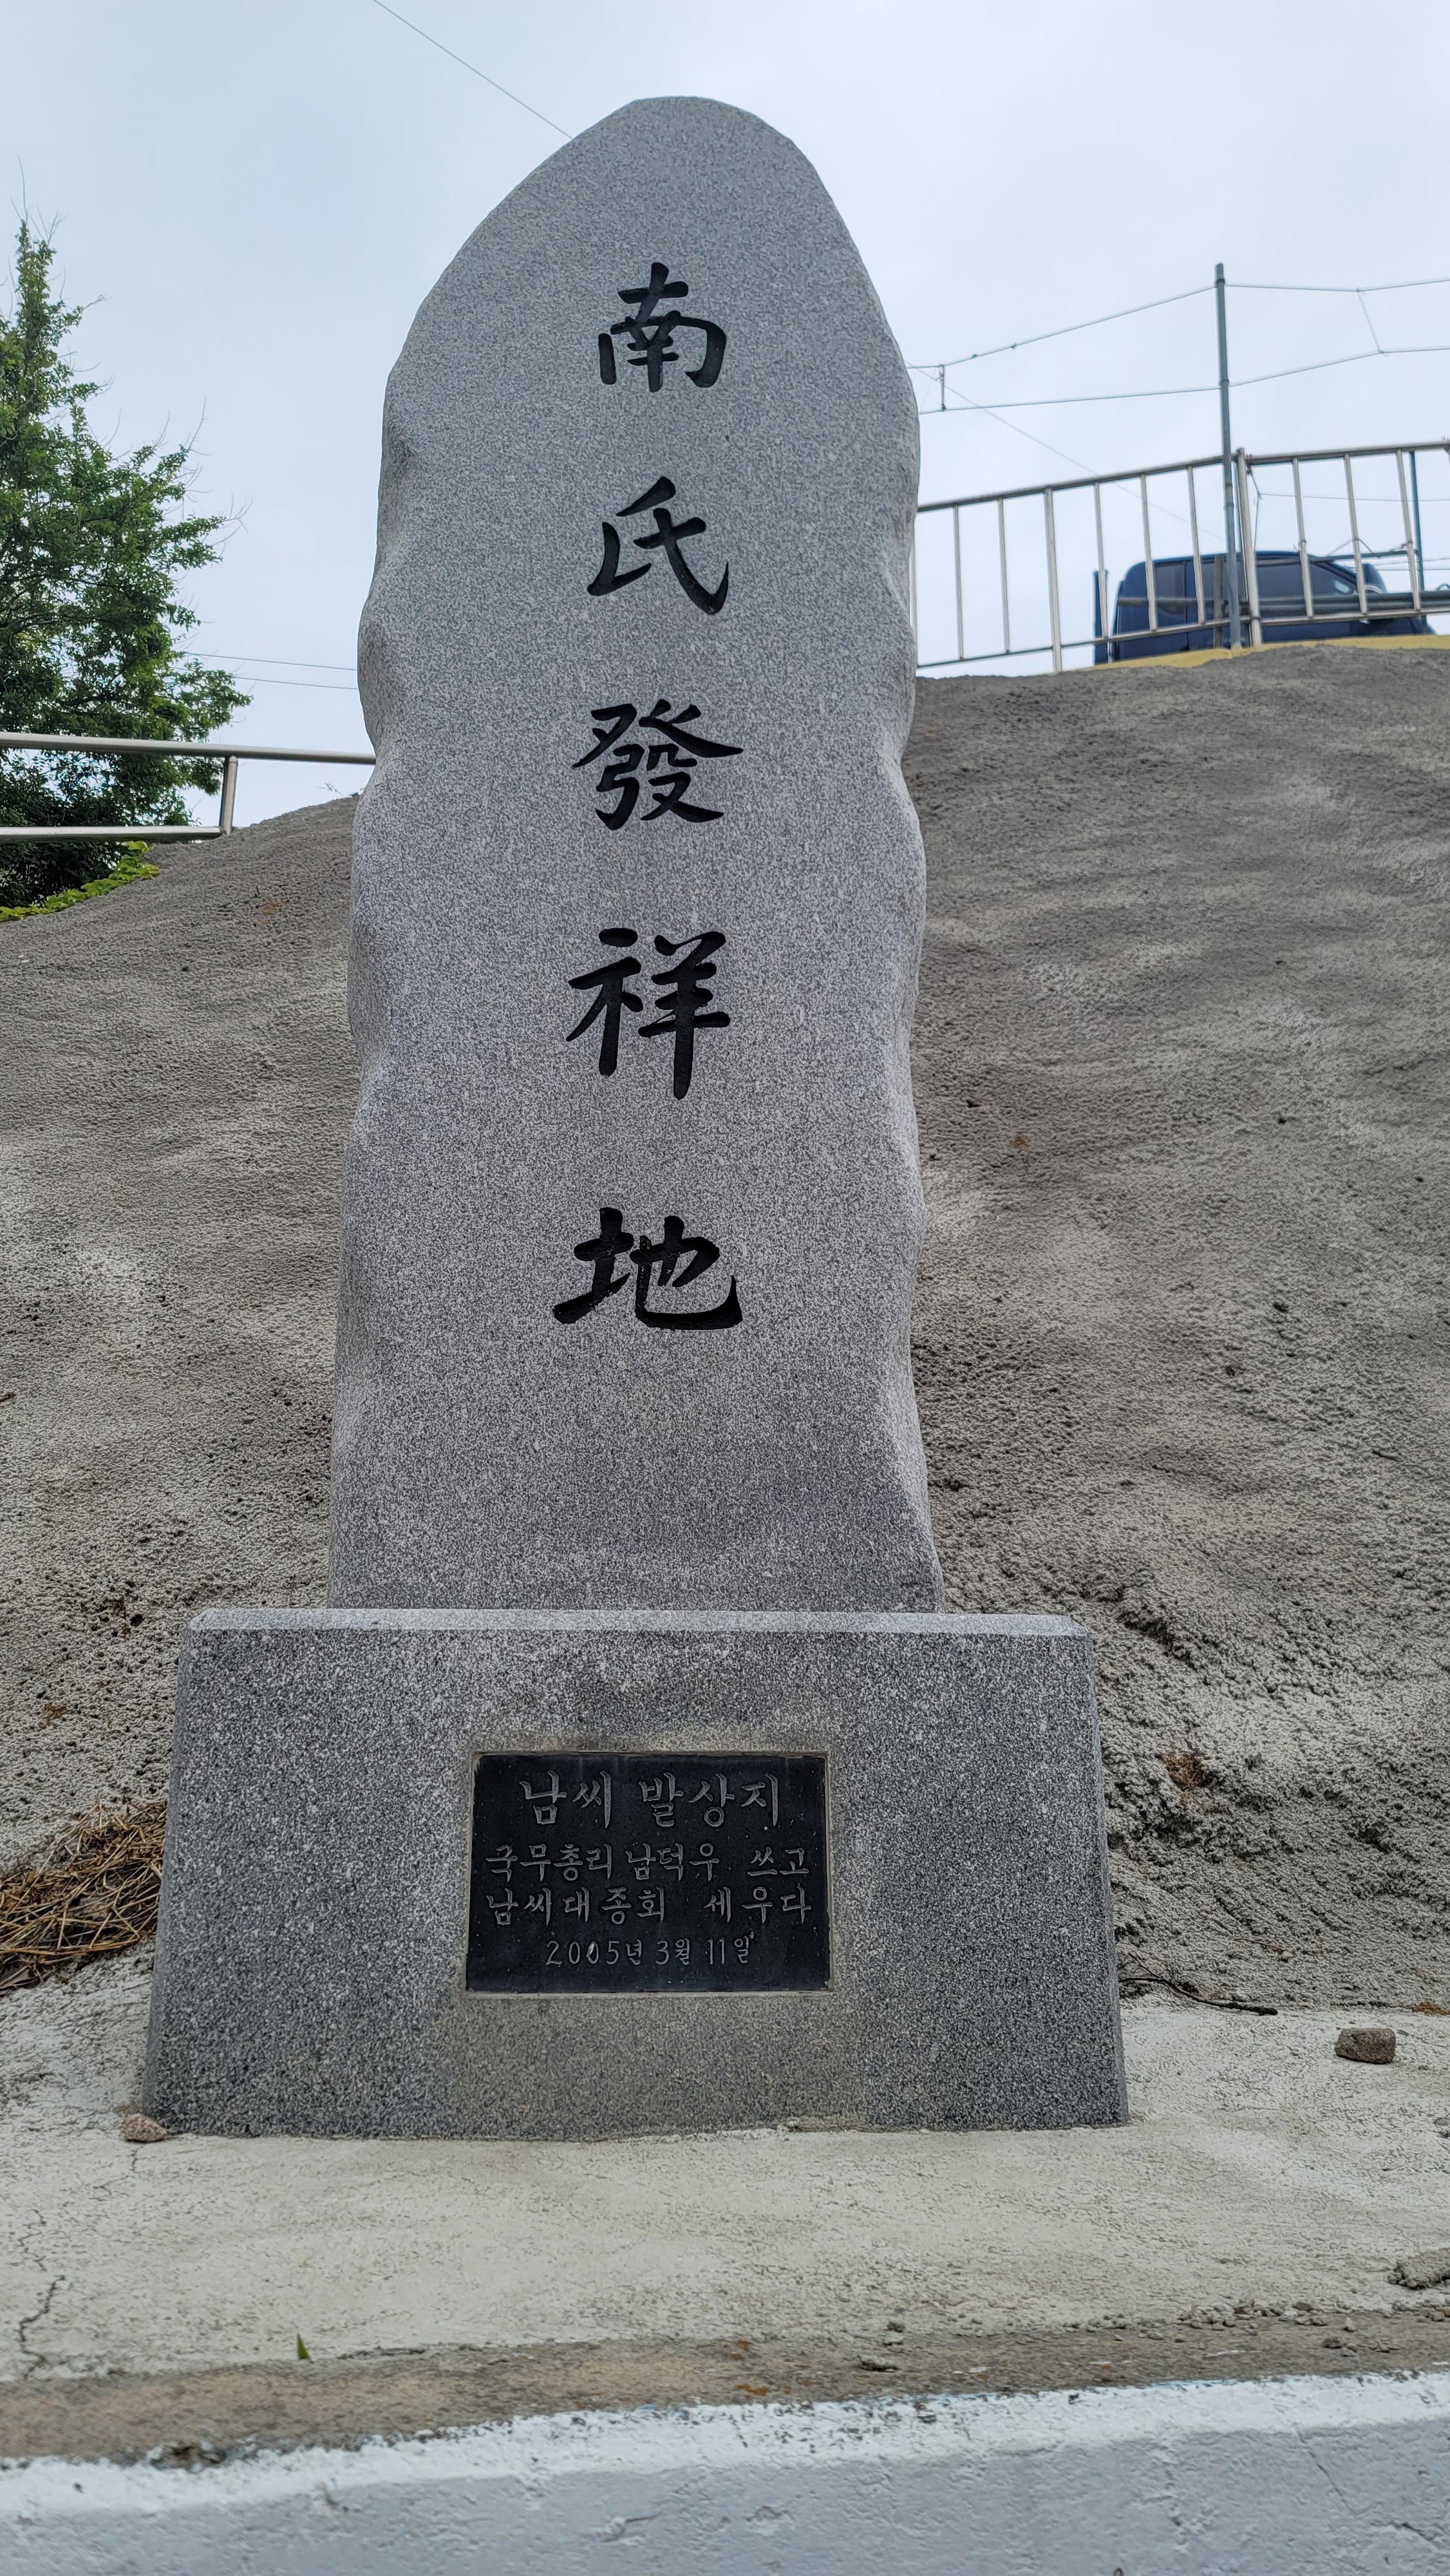 南氏發祥地
남씨 발상지
국무총리 남덕우 쓰고
남씨대종회 세우다
2005년 3월 11일